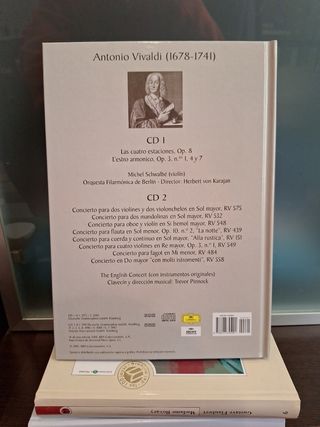 Antonio Vivaldi (1678-1741)
CD 1
Las cuatro estaciones. Op. 8
L'estro armonico, Op. 3. n.os 1, 4 y 7
Michel Schwalbé (violín)
Orquesta Filarmónica de Berlín - Director: Herbert von Karajan
CD 2
Concierto para dos violines y dos violonchelos en Sol mayor, RV 575
Concierto para dos mandolinas en Sol mayor, RV 532
Concierto para oboe y violín en Si bemol mayor, RV 548
Concierto para flauta en Sol menor, Op. 10. n.º 2, "La notte", RV 439
Concierto para cuerda y continuo en Sol mayor, "Alla rustica", RV 151
Concierto para cuatro violines en Re mayor, Op. 3, n.º 1, RV 549
Concierto para fagot en Mi menor, RV 484
Concierto en Do mayor "con molti istromenti", RV 558
The English Concert (con instrumentos originales)
Clavecín y dirección musical: Trevor Pinnock
Gustave Flaubert
Madame Bovary